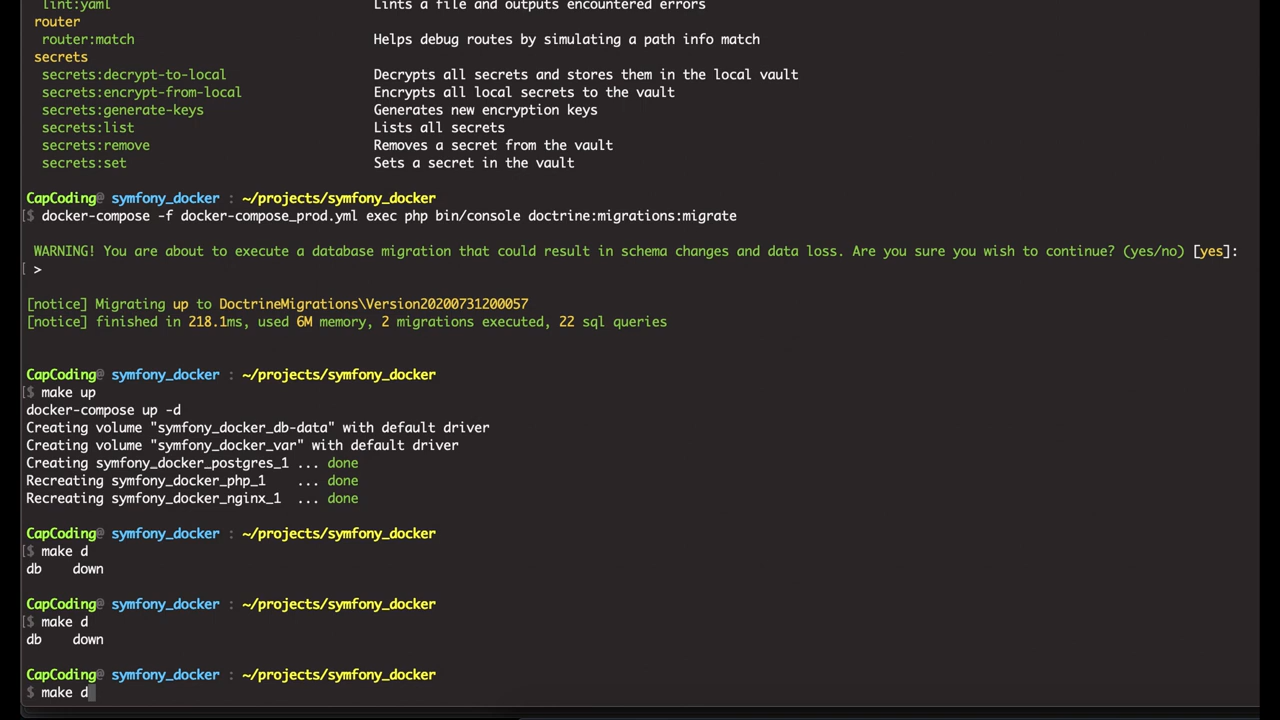 lint:yaml Lints a file and outputs encountered errors
router
router:match Helps debug routes by simulating a path info match
secrets
secrets:decrypt-to-local Decrypts all secrets and stores them in the local vault
secrets:encrypt-from-local Encrypts all local secrets to the vault
secrets:generate-keys Generates new encryption keys
secrets:list Lists all secrets
secrets:remove Removes a secret from the vault
secrets:set Sets a secret in the vault
CapCoding@ symfony_docker : ~/projects/symfony_docker
[$ docker-compose -f docker-compose_prod.yml exec php bin/console doctrine:migrations:migrate
WARNING! You are about to execute a database migration that could result in schema changes and data loss. Are you sure you wish to continue? (yes/no) [yes]:
[ >
[notice] Migrating up to DoctrineMigrations\Version20200731200057
[notice] finished in 218.1ms, used 6M memory, 2 migrations executed, 22 sql queries
CapCoding@ symfony_docker : ~/projects/symfony_docker
[$ make up
docker-compose up -d
Creating volume "symfony_docker_db-data" with default driver
Creating volume "symfony_docker_var" with default driver
Creating symfony_docker_postgres_1 ... done
Recreating symfony_docker_php_1 ... done
Recreating symfony_docker_nginx_1 ... done
CapCoding@ symfony_docker : ~/projects/symfony_docker
[$ make d
db down
CapCoding@ symfony_docker : ~/projects/symfony_docker
[$ make d
db down
CapCoding@ symfony_docker : ~/projects/symfony_docker
$ make d